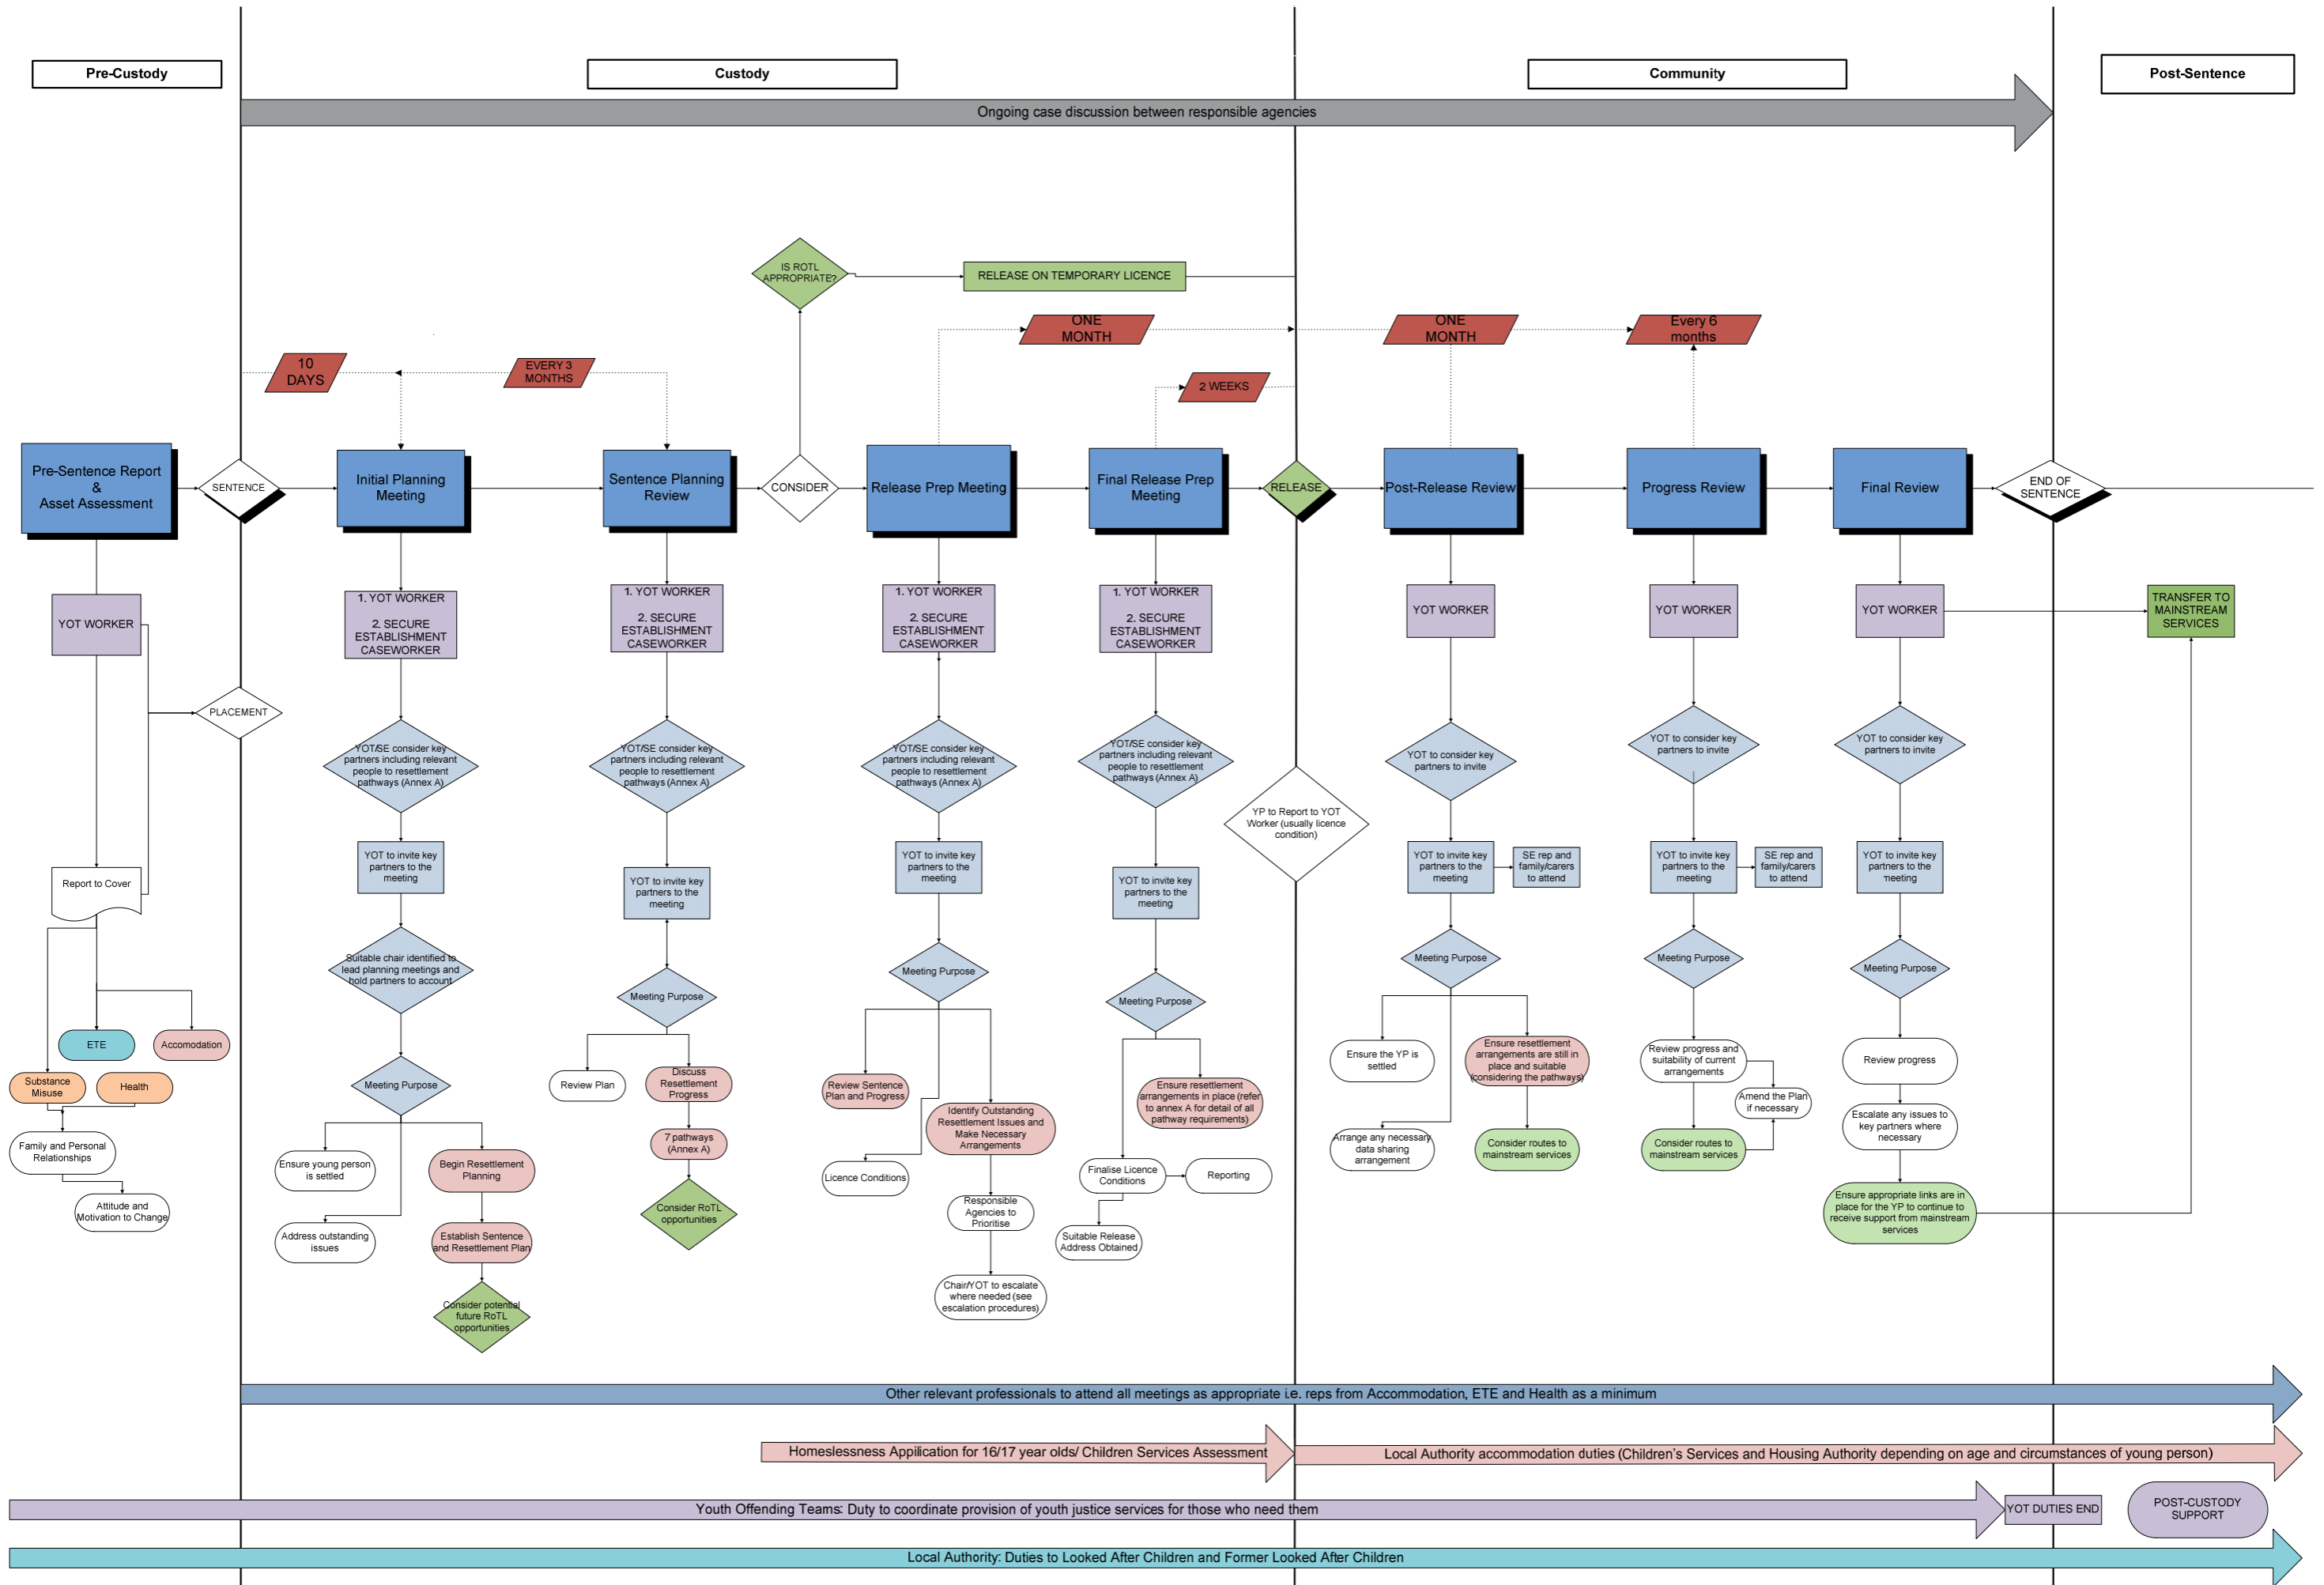 Pre-Custody
Custody
Community
Post-Sentence
Ongoing case discussion between responsible agencies
IS ROTL
APPROPRIATE?
RELEASE ON TEMPORARY LICENCE
ONE
MONTH
ONE
MONTH
Every 6
months
10
DAYS
EVERY 3
MONTHS
2 WEEKS
Pre-Sentence Report
&
Asset Assessment
SENTENCE
Initial Planning
Meeting
Sentence Planning
Review
CONSIDER
Release Prep Meeting
Final Release Prep
Meeting
RELEASE
Post-Release Review
Progress Review
Final Review
END OF
SENTENCE
YOT WORKER
1. YOT WORKER
2. SECURE
ESTABLISHMENT
CASEWORKER
1. YOT WORKER
2. SECURE
ESTABLISHMENT
CASEWORKER
1. YOT WORKER
2. SECURE
ESTABLISHMENT
CASEWORKER
1. YOT WORKER
2. SECURE
ESTABLISHMENT
CASEWORKER
YOT WORKER
YOT WORKER
YOT WORKER
TRANSFER TO
MAINSTREAM
SERVICES
PLACEMENT
YOT/SE consider key
partners including relevant
people to resettlement
pathways (Annex A)
YOT/SE consider key
partners including relevant
people to resettlement
pathways (Annex A)
YOT/SE consider key
partners including relevant
people to resettlement
pathways (Annex A)
YOT/SE consider key
partners including relevant
people to resettlement
pathways (Annex A)
YOT to consider key
partners to invite
YOT to consider key
partners to invite
YOT to consider key
partners to invite
YP to Report to YOT
Worker (usually licence
condition)
Report to Cover
YOT to invite key
partners to the
meeting
YOT to invite key
partners to the
meeting
YOT to invite key
partners to the
meeting
YOT to invite key
partners to the
meeting
YOT to invite key
partners to the
meeting
SE rep and
family/carers
to attend
YOT to invite key
partners to the
meeting
SE rep and
family/carers
to attend
YOT to invite key
partners to the
meeting
Suitable chair identified to
lead planning meetings and
hold partners to account
Meeting Purpose
Meeting Purpose
Meeting Purpose
Meeting Purpose
Meeting Purpose
Meeting Purpose
Meeting Purpose
ETE
Accomodation
Substance
Misuse
Health
Family and Personal
Relationships
Attitude and
Motivation to Change
Ensure young person
is settled
Address outstanding
issues
Begin Resettlement
Planning
Establish Sentence
and Resettlement Plan
Consider potential
future RoTL
opportunities
Review Plan
Discuss
Resettlement
Progress
7 pathways
(Annex A)
Consider RoTL
opportunities
Review Sentence
Plan and Progress
Licence Conditions
Identify Outstanding
Resettlement Issues and
Make Necessary
Arrangements
Responsible
Agencies to
Prioritise
Chair/YOT to escalate
where needed (see
escalation procedures)
Ensure resettlement
arrangements in place (refer
to annex A for detail of all
pathway requirements)
Finalise Licence
Conditions
Reporting
Suitable Release
Address Obtained
Ensure the YP is
settled
Ensure resettlement
arrangements are still in
place and suitable
(considering the pathways)
Arrange any necessary
data sharing
arrangement
Consider routes to
mainstream services
Review progress and
suitability of current
arrangements
Amend the Plan
if necessary
Consider routes to
mainstream services
Review progress
Escalate any issues to
key partners where
necessary
Ensure appropriate links are in
place for the YP to continue to
receive support from mainstream
services
Other relevant professionals to attend all meetings as appropriate i.e. reps from Accommodation, ETE and Health as a minimum
Homeslessness Application for 16/17 year olds/ Children Services Assessment
Local Authority accommodation duties (Children's Services and Housing Authority depending on age and circumstances of young person)
Youth Offending Teams: Duty to coordinate provision of youth justice services for those who need them
YOT DUTIES END
POST-CUSTODY
SUPPORT
Local Authority: Duties to Looked After Children and Former Looked After Children